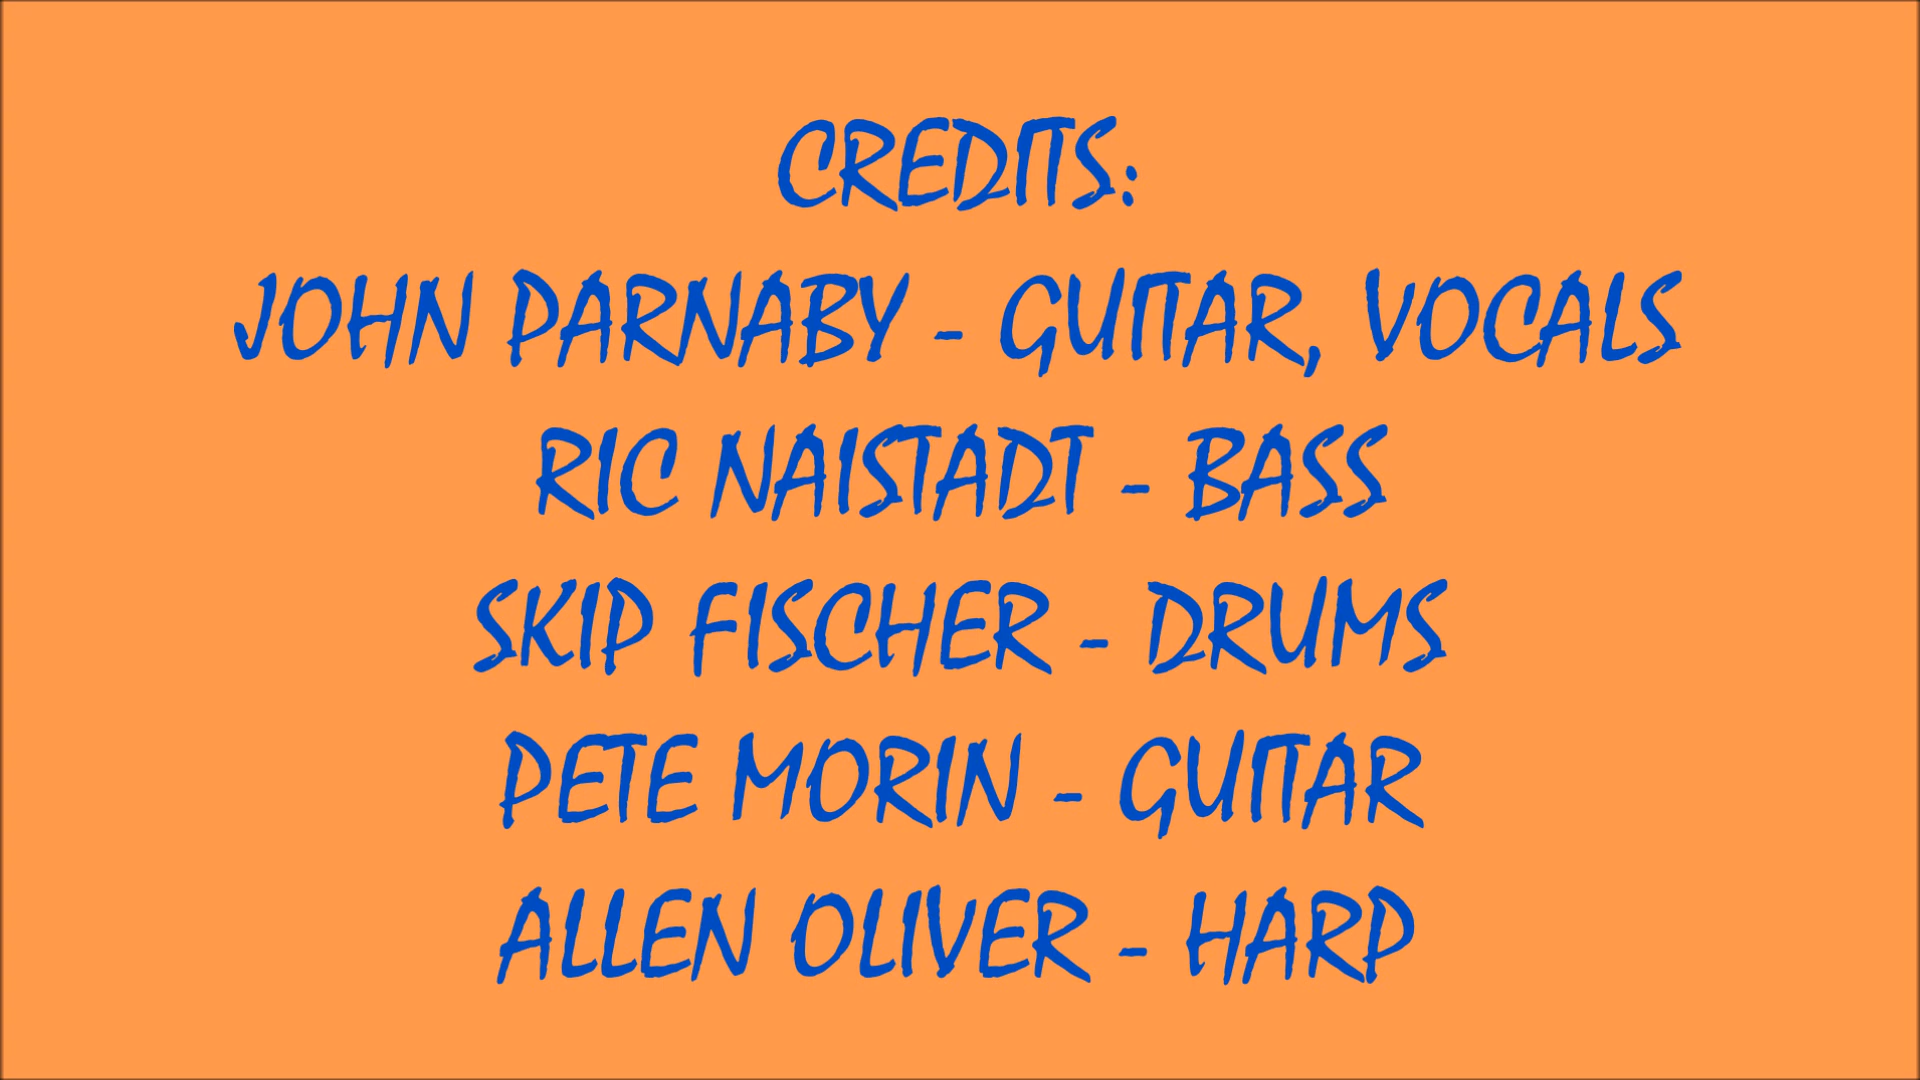 CREDITS:
JOHN PARNABY - GUITAR, VOCALS
RIC NAISTADT - BASS
SKIP FISCHER - DRUMS
PETE MORIN - GUITAR
ALLEN OLIVER - HARP